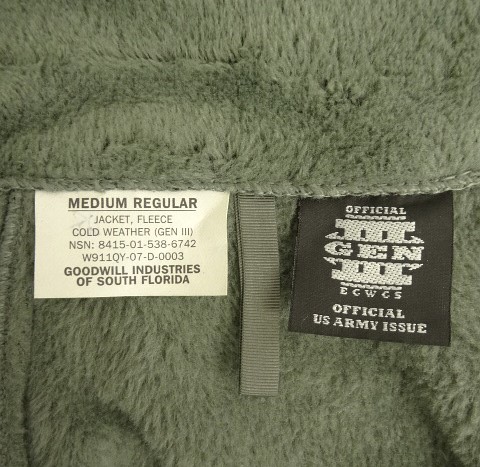 MEDIUM REGULAR
JACKET, FLEECE
COLD WEATHER (GEN III)
NSN: 8415-01-538-6742
W911QY-07-D-0003
GOODWILL INDUSTRIES
OF SOUTH FLORIDA
OFFICIAL
III
GEN
ECWCS
OFFICIAL
US ARMY ISSUE